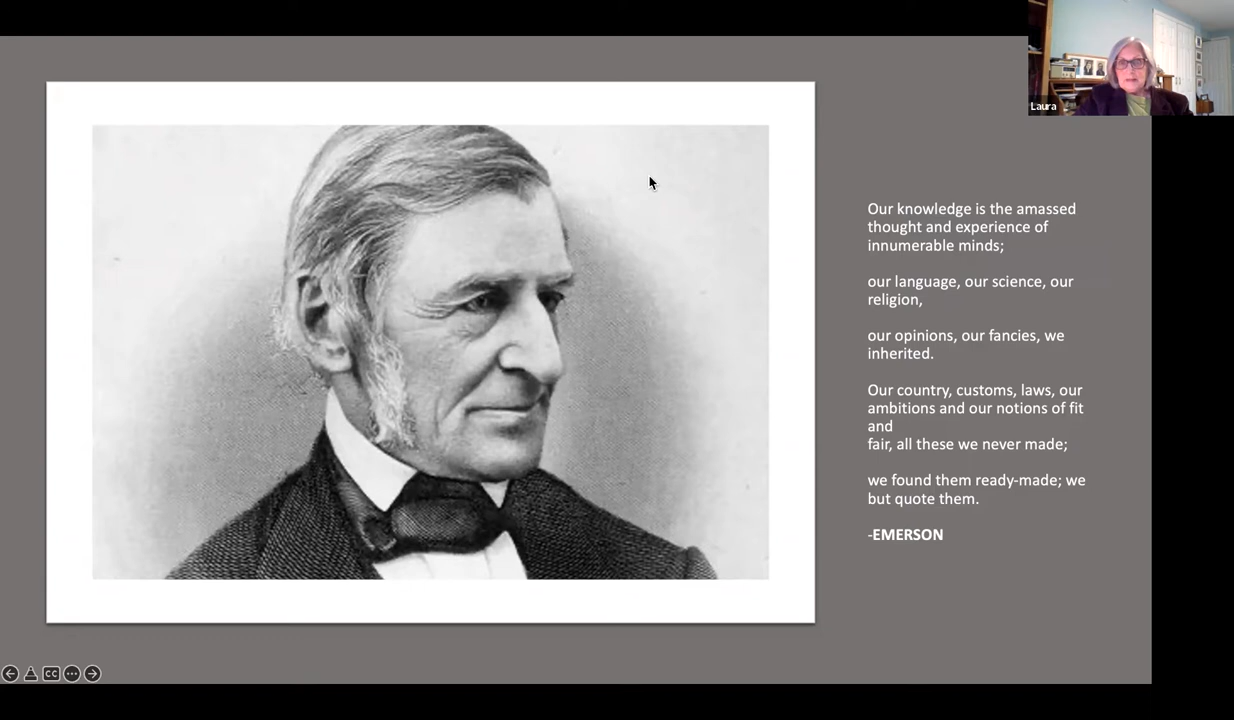 Laura
Our knowledge is the amassed
thought and experience of
innumerable minds;
our language, our science, our
religion,
our opinions, our fancies, we
inherited.
Our country, customs, laws, our
ambitions and our notions of fit
and
fair, all these we never made;
we found them ready-made; we
but quote them.
-EMERSON
CC